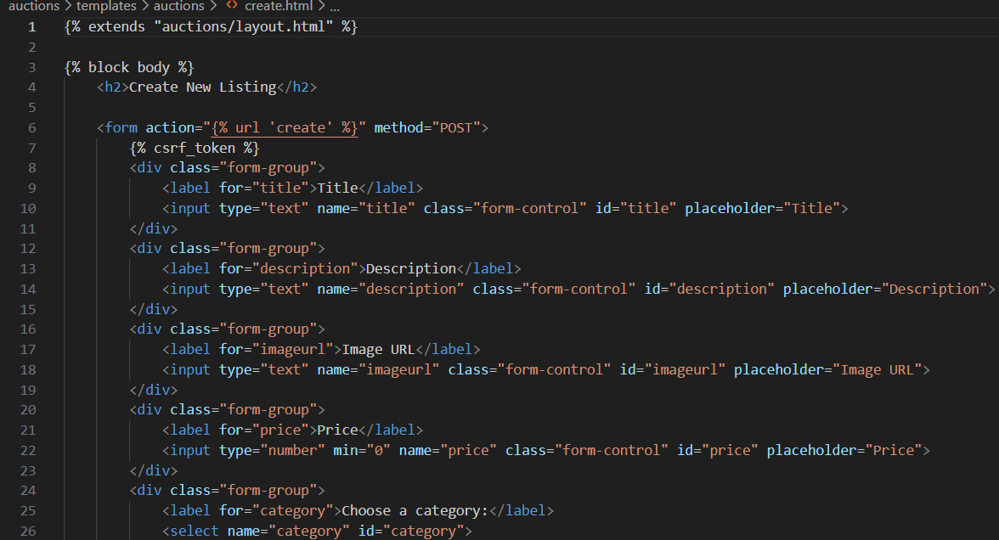 auctions > templates > auctions > <> create.html > ...
1 {% extends "auctions/layout.html" %}
2
3 {% block body %}
4     <h2>Create New Listing</h2>
5
6     <form action="{% url 'create' %}" method="POST">
7         {% csrf_token %}
8         <div class="form-group">
9             <label for="title">Title</label>
10             <input type="text" name="title" class="form-control" id="title" placeholder="Title">
11         </div>
12         <div class="form-group">
13             <label for="description">Description</label>
14             <input type="text" name="description" class="form-control" id="description" placeholder="Description">
15         </div>
16         <div class="form-group">
17             <label for="imageurl">Image URL</label>
18             <input type="text" name="imageurl" class="form-control" id="imageurl" placeholder="Image URL">
19         </div>
20         <div class="form-group">
21             <label for="price">Price</label>
22             <input type="number" min="0" name="price" class="form-control" id="price" placeholder="Price">
23         </div>
24         <div class="form-group">
25             <label for="category">Choose a category:</label>
26             <select name="category" id="category">